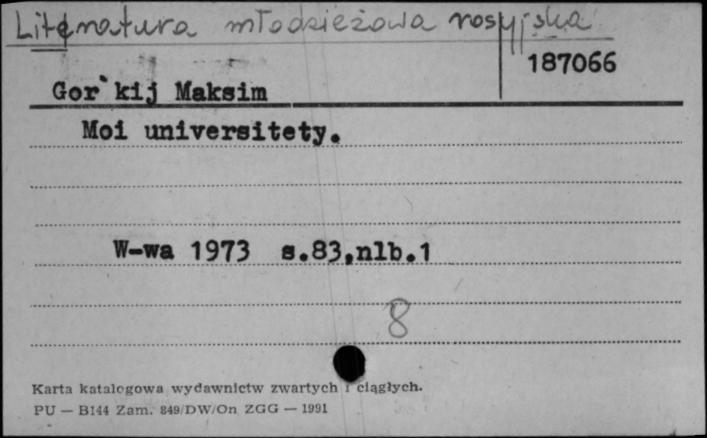 Literatura młodzieżowa rosyjska
187066
Gor`kij Maksim
Moi universitety.
W-wa 1973 s.83,nlb.1
8
Karta katalogowa wydawnictw zwartych i ciągłych.
PU — B144 Zam. 849/DW/On ZGG — 1991